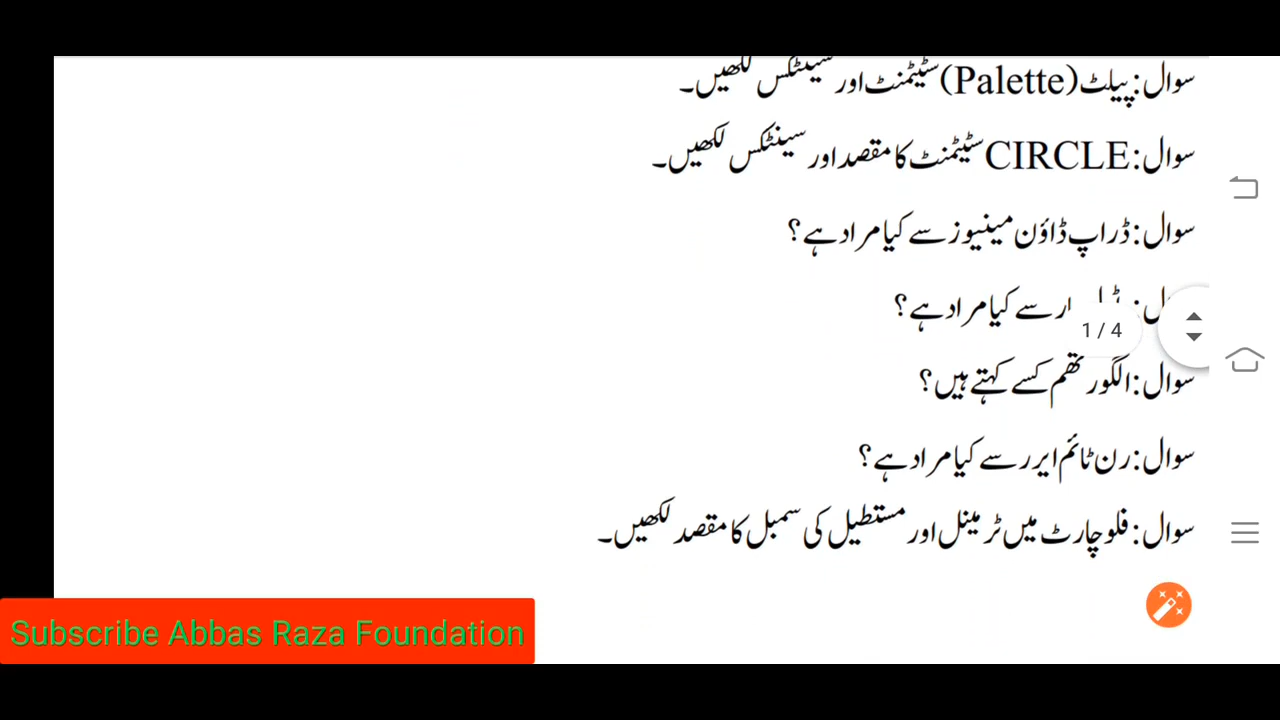 سوال: پیلٹ (Palette) سٹیٹمنٹ اور سینٹکس لکھیں۔
سوال: CIRCLE سٹیٹمنٹ کا مقصد اور سینٹکس لکھیں۔
سوال: ڈراپ ڈاؤن مینیوز سے کیا مراد ہے؟
سے کیا مراد ہے؟
1 / 4
سوال: الگورتھم کسے کہتے ہیں؟
سوال: رن ٹائم ایرر سے کیا مراد ہے؟
سوال: فلوچارٹ میں ٹرمینل اور مستطیل کی سمبل کا مقصد لکھیں۔
Subscribe Abbas Raza Foundation